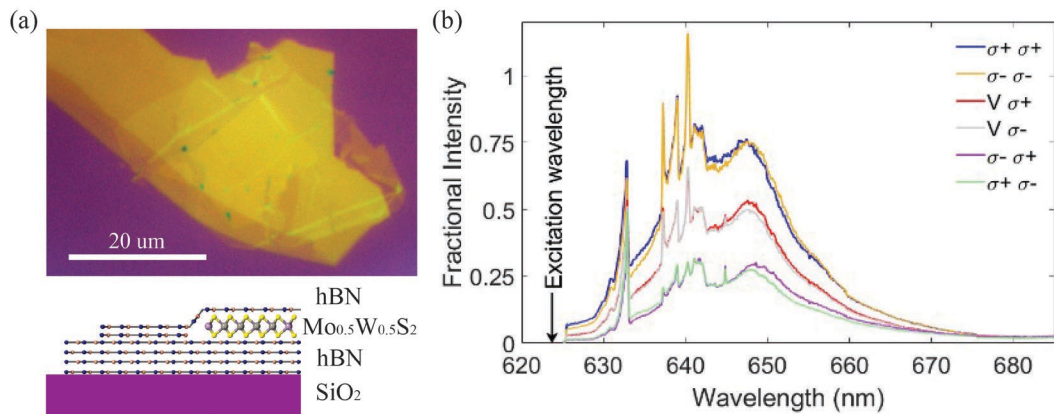 (a)
20 um
hBN
Mo₀.₅W₀.₅S₂
hBN
SiO₂
(b)
Fractional Intensity
1
0.75
0.5
0.25
0
Excitation wavelength
σ+ σ+
σ- σ-
V σ+
V σ-
σ- σ+
σ+ σ-
620 630 640 650 660 670 680
Wavelength (nm)